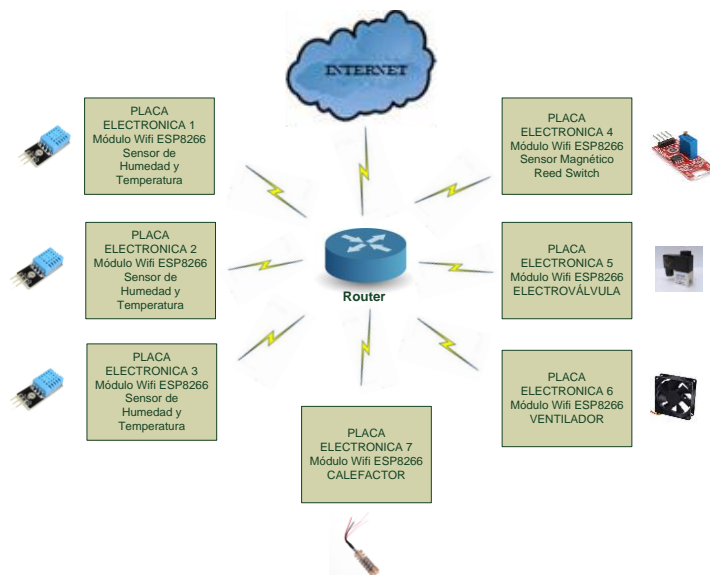 INTERNET
PLACA
ELECTRONICA 1
Módulo Wifi ESP8266
Sensor de
Humedad y
Temperatura
PLACA
ELECTRONICA 2
Módulo Wifi ESP8266
Sensor de
Humedad y
Temperatura
PLACA
ELECTRONICA 3
Módulo Wifi ESP8266
Sensor de
Humedad y
Temperatura
Router
PLACA
ELECTRONICA 4
Módulo Wifi ESP8266
Sensor Magnético
Reed Switch
PLACA
ELECTRONICA 5
Módulo Wifi ESP8266
ELECTROVÁLVULA
PLACA
ELECTRONICA 6
Módulo Wifi ESP8266
VENTILADOR
PLACA
ELECTRONICA 7
Módulo Wifi ESP8266
CALEFACTOR